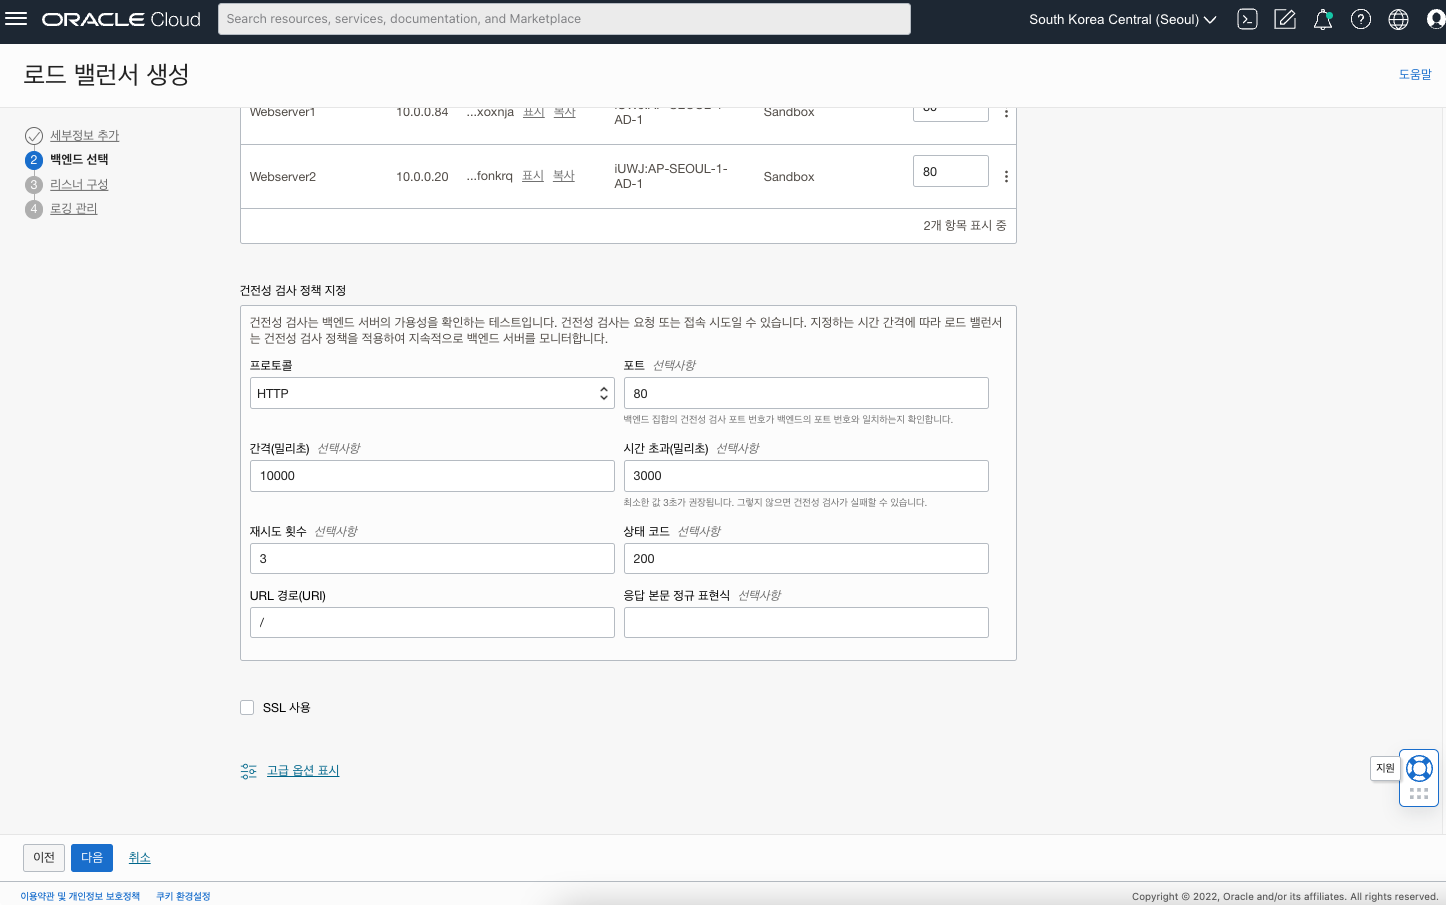 ORACLE Cloud
Search resources, services, documentation, and Marketplace
South Korea Central (Seoul)
로드 밸런서 생성
도움말
세부정보 추가
2 백엔드 선택
3 리스너 구성
4 로깅 관리
Webserver1 10.0.0.84 ...xoxnja 표시 복사 AD-1 Sandbox
Webserver2 10.0.0.20 ...fonkrq 표시 복사 iUWJ:AP-SEOUL-1-
AD-1 Sandbox 80
2개 항목 표시 중
건전성 검사 정책 지정
건전성 검사는 백엔드 서버의 가용성을 확인하는 테스트입니다. 건전성 검사는 요청 또는 접속 시도일 수 있습니다. 지정하는 시간 간격에 따라 로드 밸런서
는 건전성 검사 정책을 적용하여 지속적으로 백엔드 서버를 모니터합니다.
프로토콜
HTTP
포트 선택사항
80
백엔드 집합의 건전성 검사 포트 번호가 백엔드의 포트 번호와 일치하는지 확인합니다.
간격(밀리초) 선택사항
10000
시간 초과(밀리초) 선택사항
3000
최소한 값 3초가 권장됩니다. 그렇지 않으면 건전성 검사가 실패할 수 있습니다.
재시도 횟수 선택사항
3
상태 코드 선택사항
200
URL 경로(URI)
/
응답 본문 정규 표현식 선택사항
SSL 사용
고급 옵션 표시
지원
이전
다음
취소
이용약관 및 개인정보 보호정책
쿠키 환경설정
Copyright © 2022, Oracle and/or its affiliates. All rights reserved.